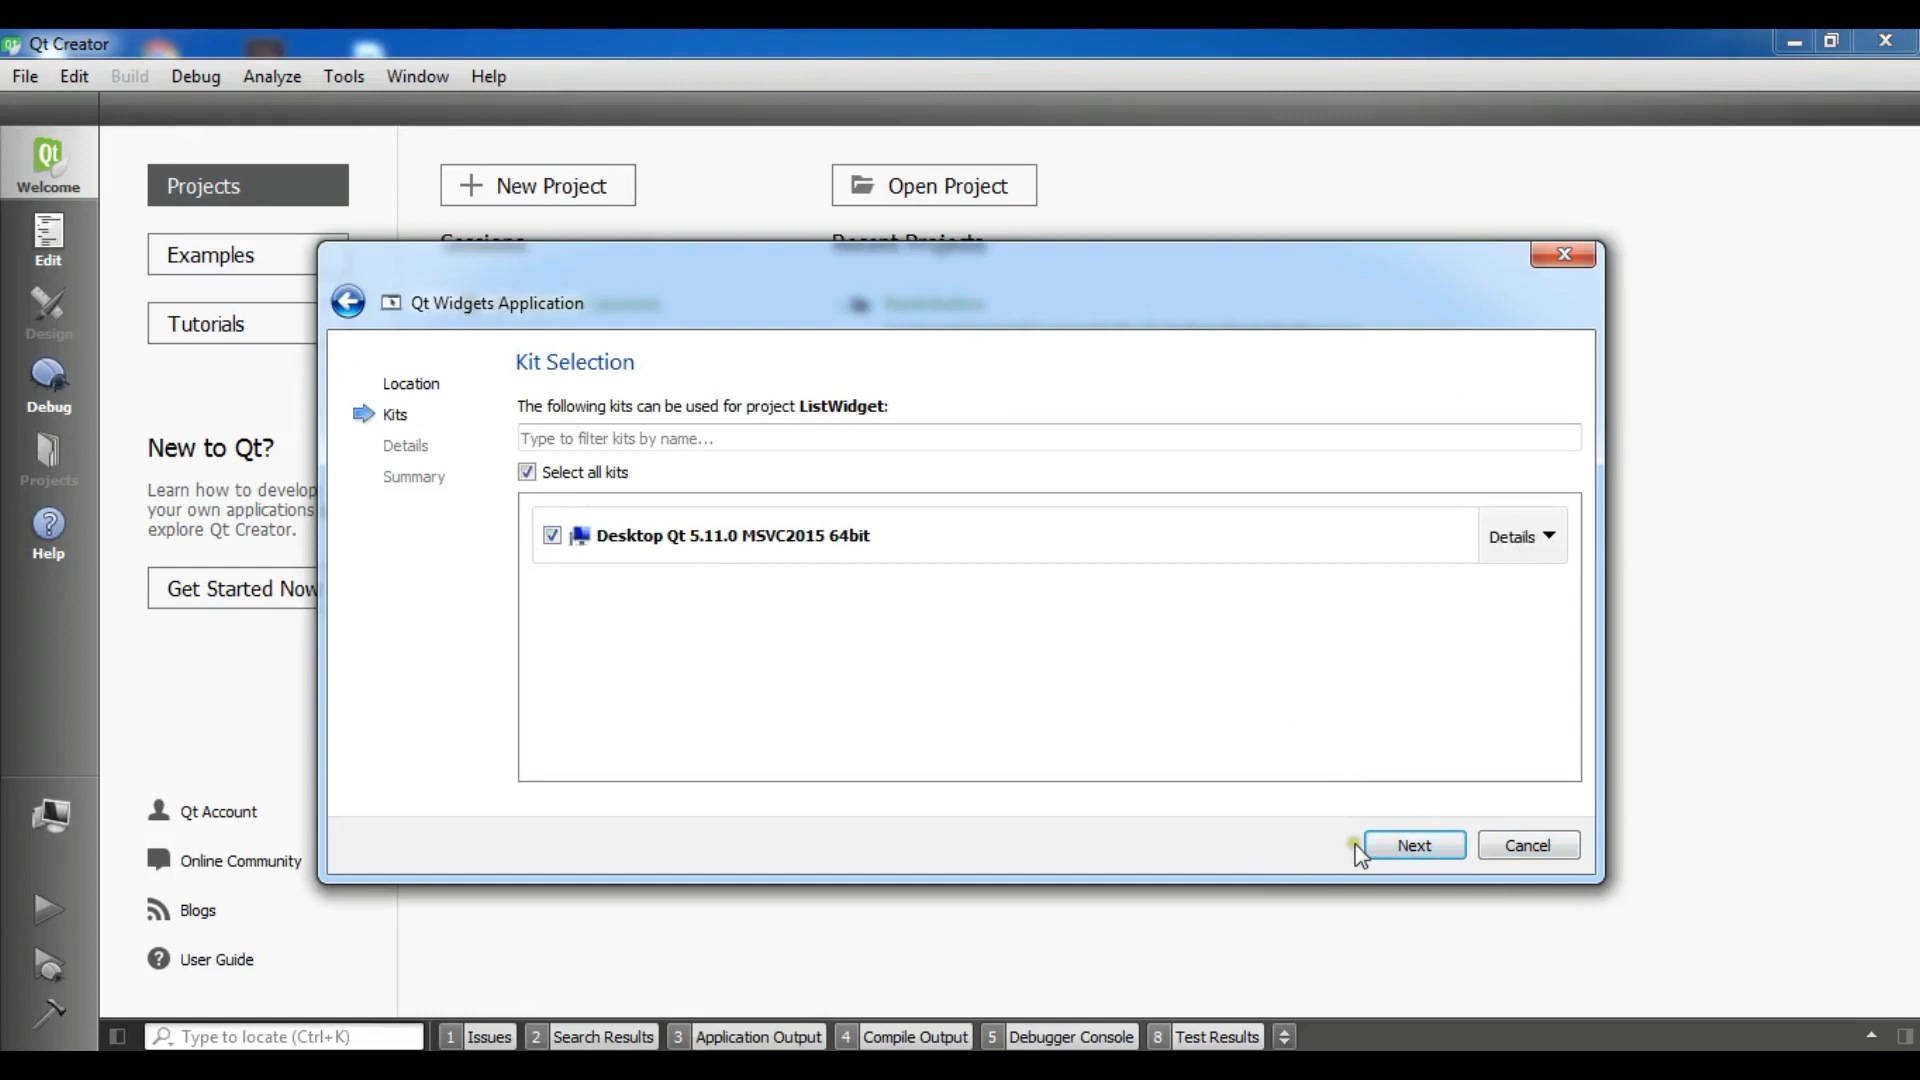 Qt Creator
File Edit Build Debug Analyze Tools Window Help
Qt
Welcome
Edit
Design
Debug
Projects
Help
Projects
Examples
Tutorials
New to Qt?
Learn how to develop
your own applications
explore Qt Creator.
Get Started Now
Qt Account
Online Community
Blogs
User Guide
New Project
Open Project
Sessions
Recent Projects
Qt Widgets Application
Location
Kits
Details
Summary
Kit Selection
The following kits can be used for project ListWidget:
Type to filter kits by name...
Select all kits
Desktop Qt 5.11.0 MSVC2015 64bit
Details
Next
Cancel
Type to locate (Ctrl+K)
1 Issues 2 Search Results 3 Application Output 4 Compile Output 5 Debugger Console 8 Test Results